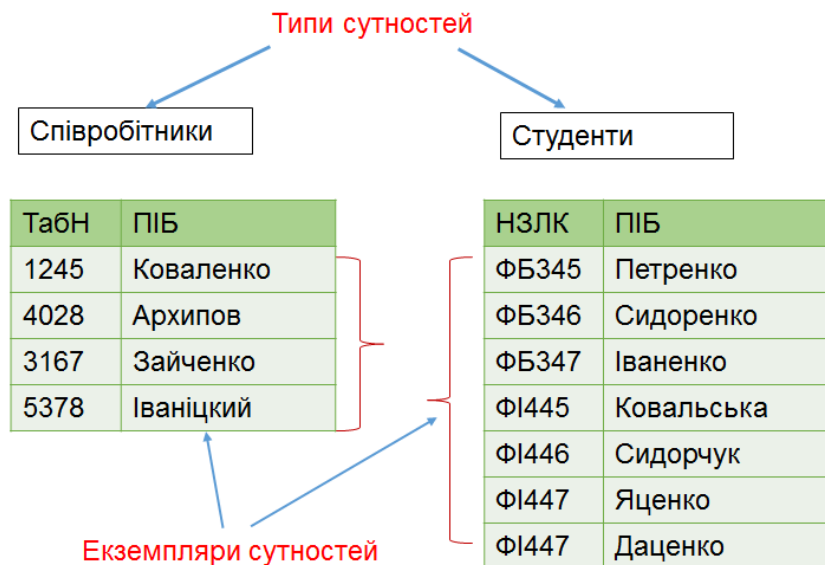 Типи сутностей
Співробітники
Студенти
ТабН ПІБ
1245 Коваленко
4028 Архипов
3167 Зайченко
5378 Іваніцкий
НЗЛК ПІБ
ФБ345 Петренко
ФБ346 Сидоренко
ФБ347 Іваненко
ФІ445 Ковальська
ФІ446 Сидорчук
ФІ447 Яценко
ФІ447 Даценко
Екземпляри сутностей